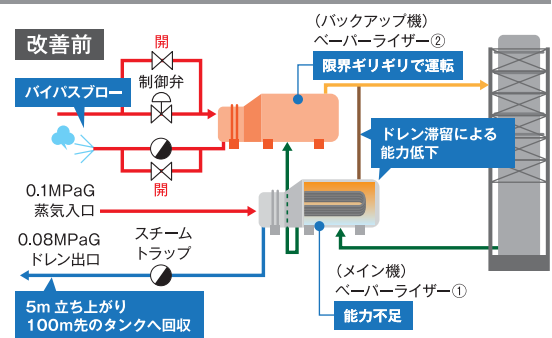 改善前
開
制御弁
バイパスブロー
開
(バックアップ機)
ベーパーライザー②
限界ギリギリで運転
ドレン滞留による
能力低下
0.1MPaG
蒸気入口
0.08MPaG
ドレン出口
スチーム
トラップ
5m立ち上がり
100m先のタンクへ回収
(メイン機)
ベーパーライザー①
能力不足